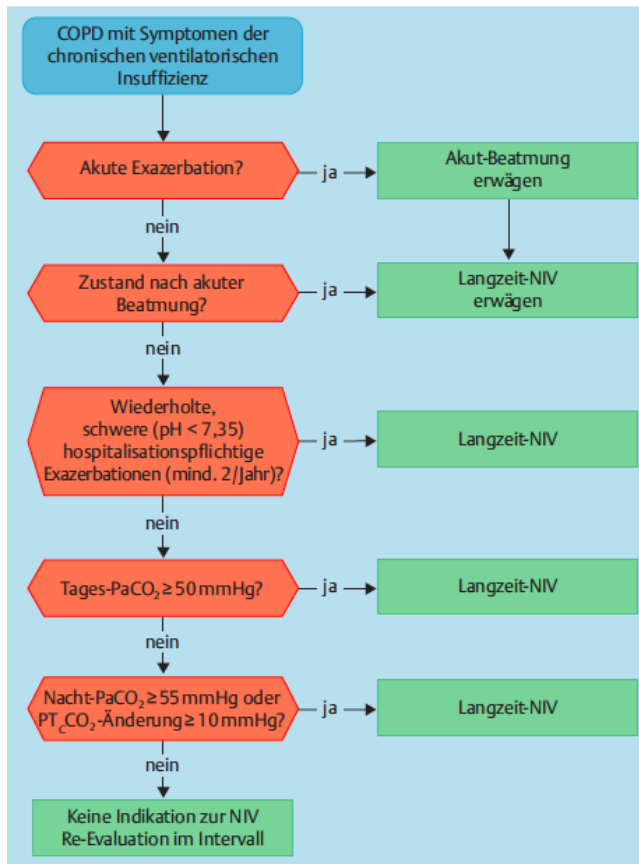 COPD mit Symptomen der
chronischen ventilatorischen
Insuffizienz
Akute Exazerbation?
ja
Akut-Beatmung
erwägen
nein
Zustand nach akuter
Beatmung?
ja
Langzeit-NIV
erwägen
nein
Wiederholte,
schwere (pH < 7,35)
hospitalisationspflichtige
Exazerbationen (mind. 2/Jahr)?
ja
Langzeit-NIV
nein
Tages-PaCO₂ ≥ 50 mmHg?
ja
Langzeit-NIV
nein
Nacht-PaCO₂ ≥ 55 mmHg oder
PTcCO₂-Änderung ≥ 10 mmHg?
ja
Langzeit-NIV
nein
Keine Indikation zur NIV
Re-Evaluation im Intervall